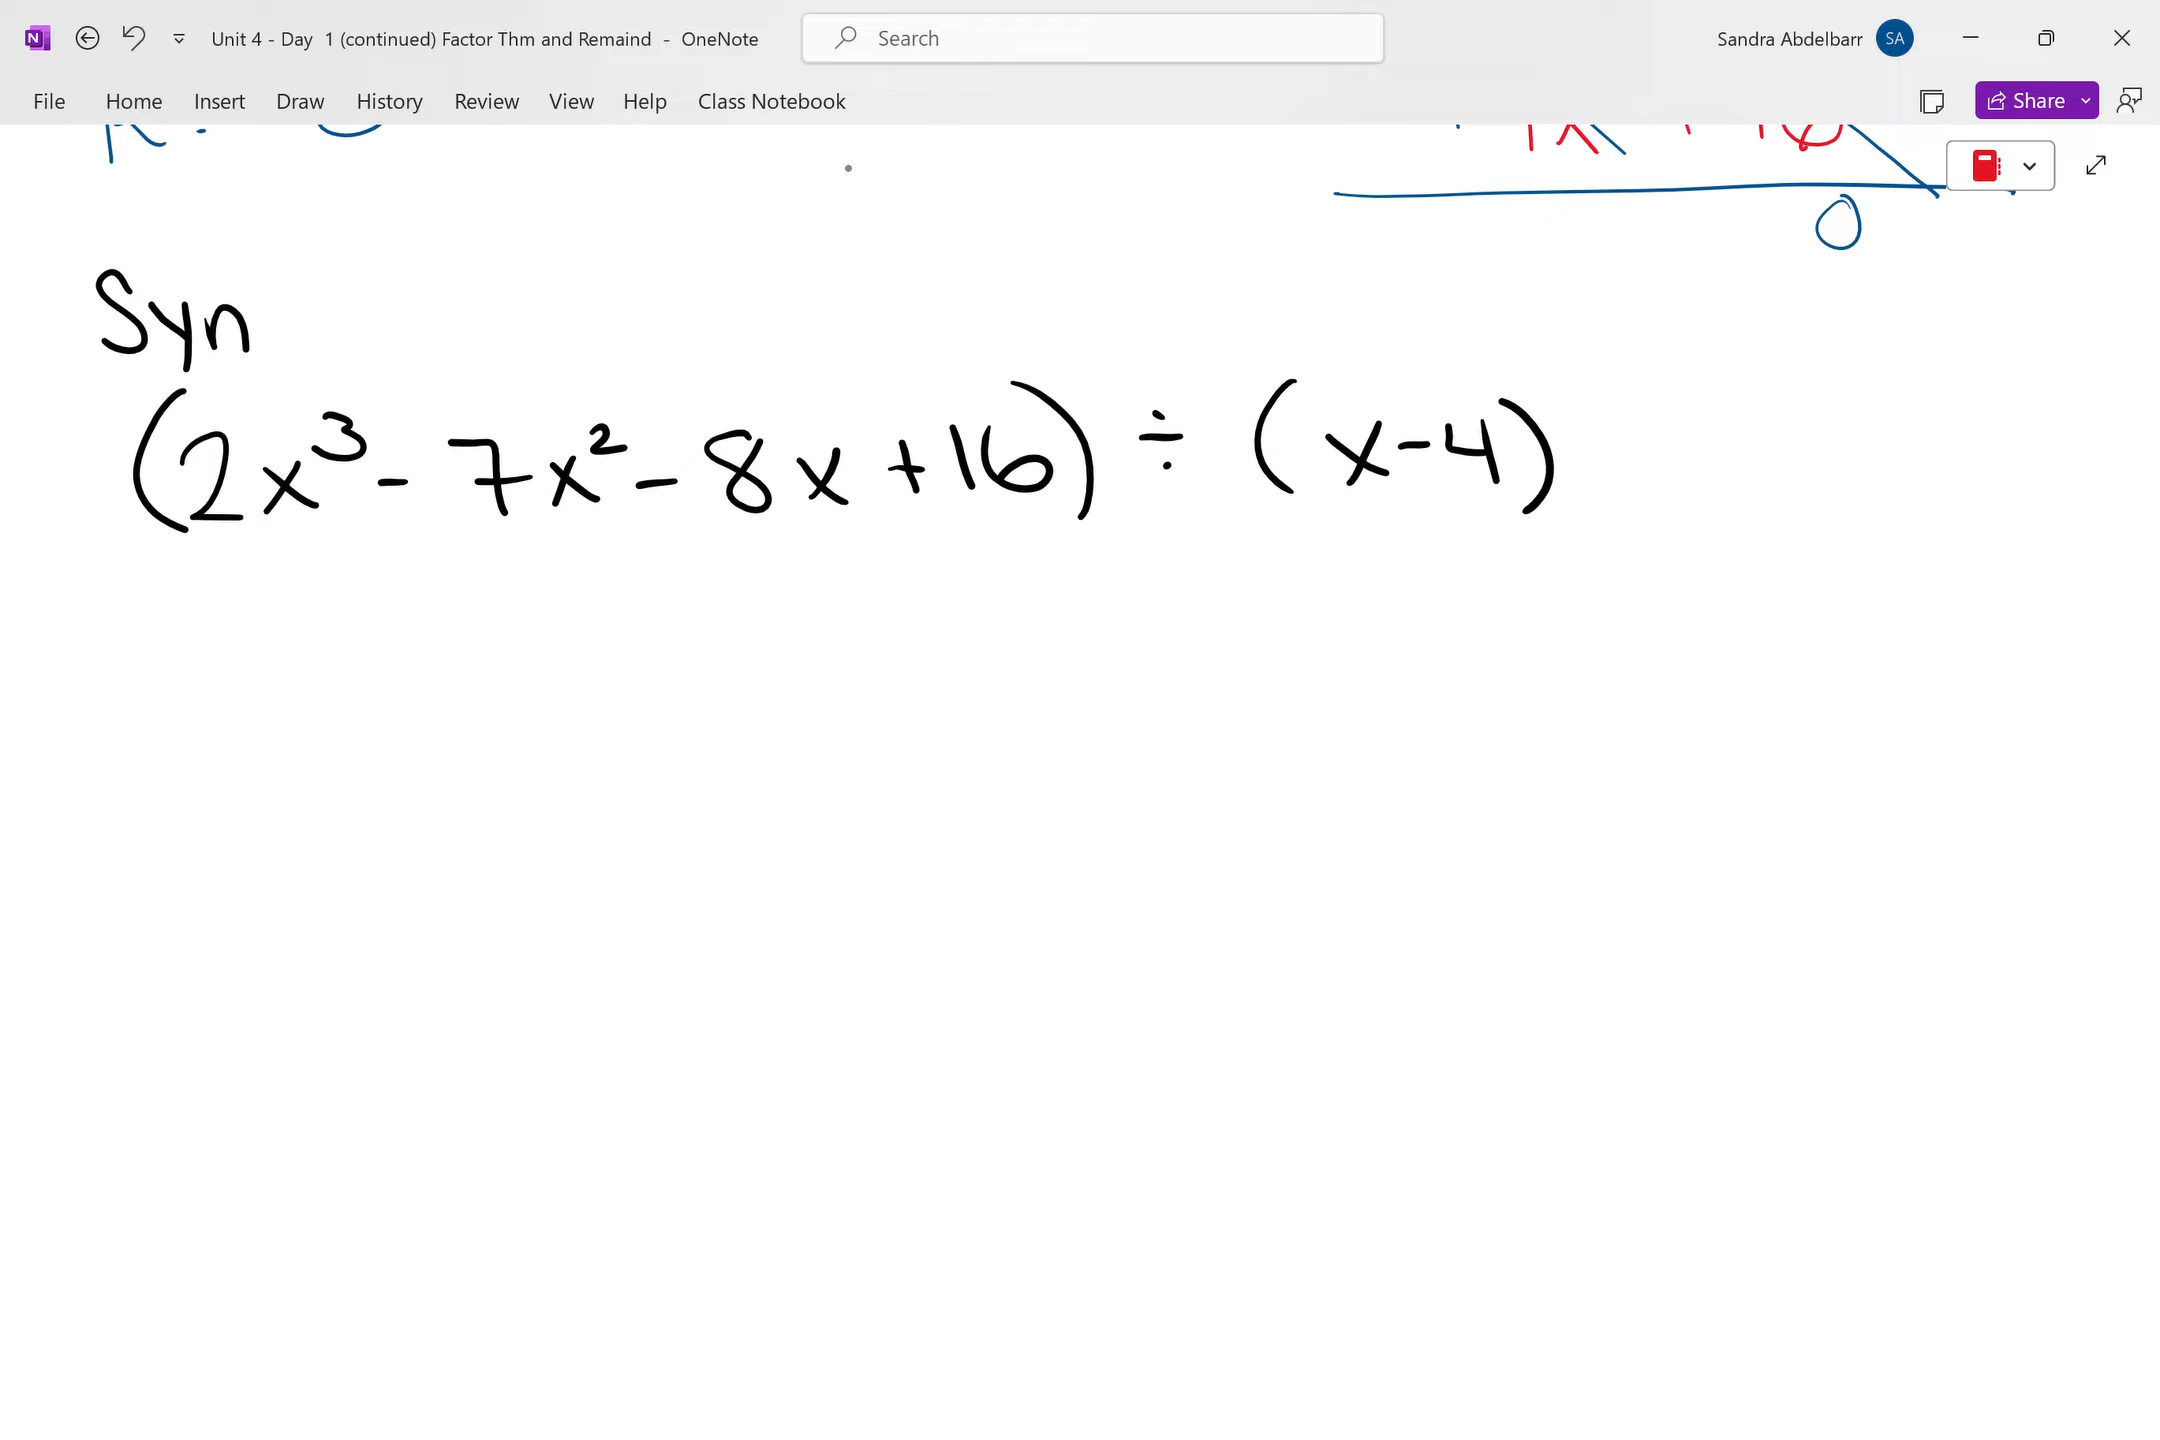 Unit 4 - Day 1 (continued) Factor Thm and Remaind - OneNote
Search
Sandra Abdelbarr SA
File Home Insert Draw History Review View Help Class Notebook
Share
0
Syn
(2x³ - 7x² - 8x + 16) ÷ (x - 4)